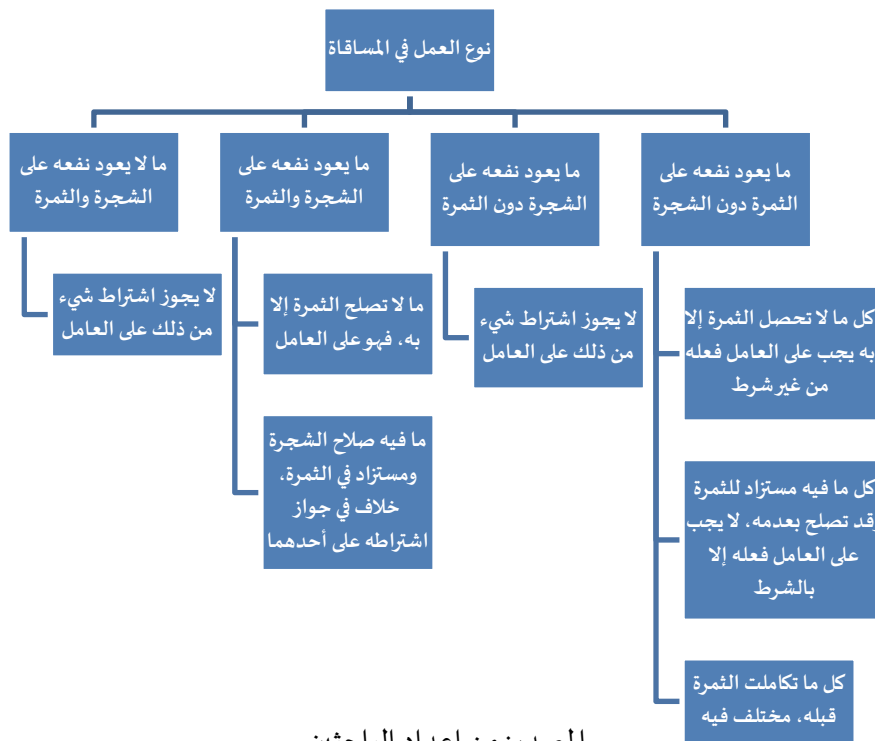 نوع العمل في المساقاة
ما يعود نفعه على
الثمرة دون الشجرة
ما يعود نفعه على
الشجرة دون الثمرة
ما يعود نفعه على
الشجرة والثمرة
ما لا يعود نفعه على
الشجرة والثمرة
كل ما لا تحصل الثمرة إلا
به يجب على العامل فعله
من غير شرط
كل ما فيه مستزاد للثمرة
وقد تصلح بعدمه، لا يجب
على العامل فعله إلا
بالشرط
كل ما تكاملت الثمرة
قبله، مختلف فيه
لا يجوز اشتراط شيء
من ذلك على العامل
ما لا تصلح الثمرة إلا
به، فهو على العامل
ما فيه صلاح الشجرة
ومستزاد في الثمرة،
خلاف في جواز
اشتراطه على أحدهما
لا يجوز اشتراط شيء
من ذلك على العامل